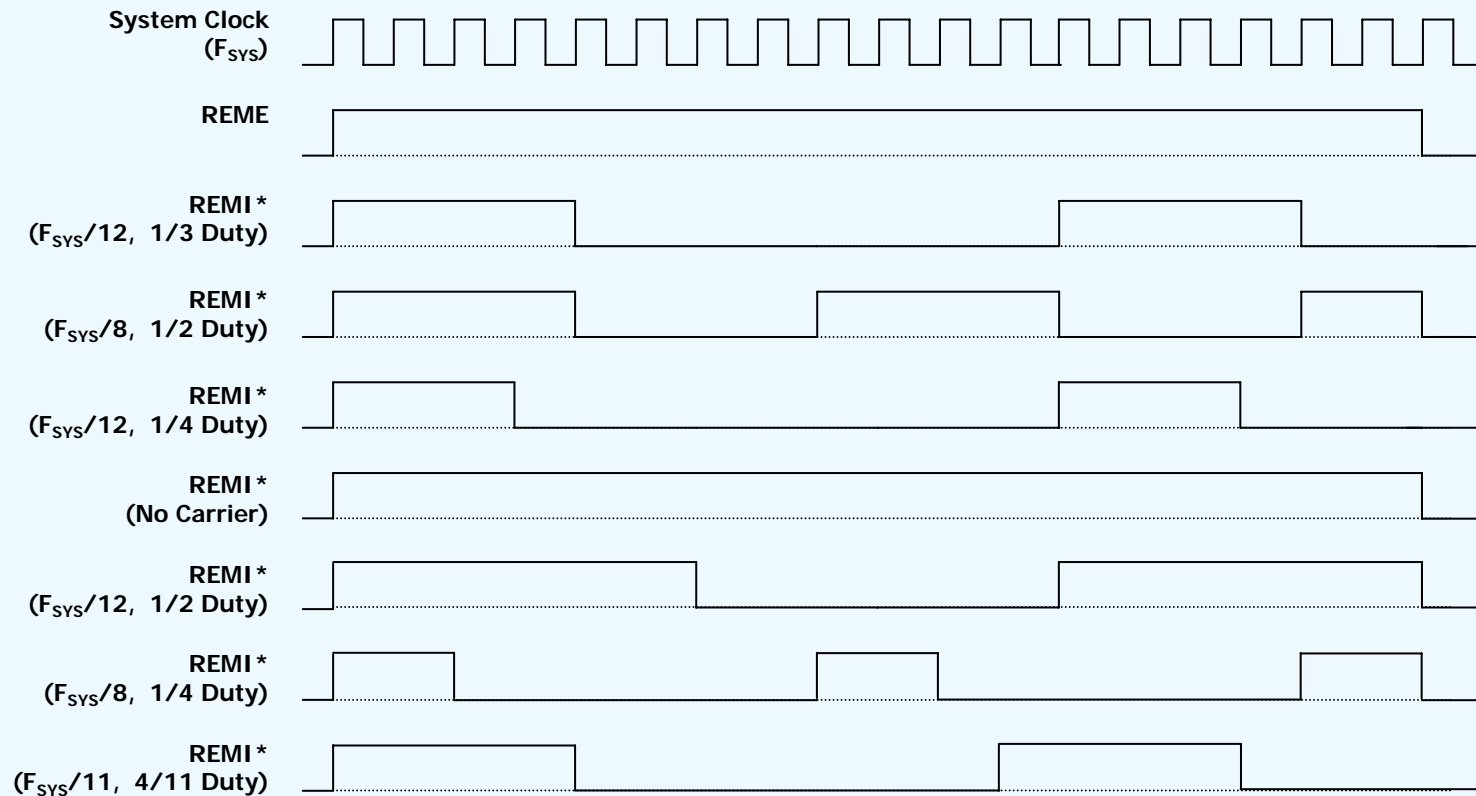 System Clock
(FSYS)
REME
REMI*
(FSYS/12, 1/3 Duty)
REMI*
(FSYS/8, 1/2 Duty)
REMI*
(FSYS/12, 1/4 Duty)
REMI*
(No Carrier)
REMI*
(FSYS/12, 1/2 Duty)
REMI*
(FSYS/8, 1/4 Duty)
REMI*
(FSYS/11, 4/11 Duty)